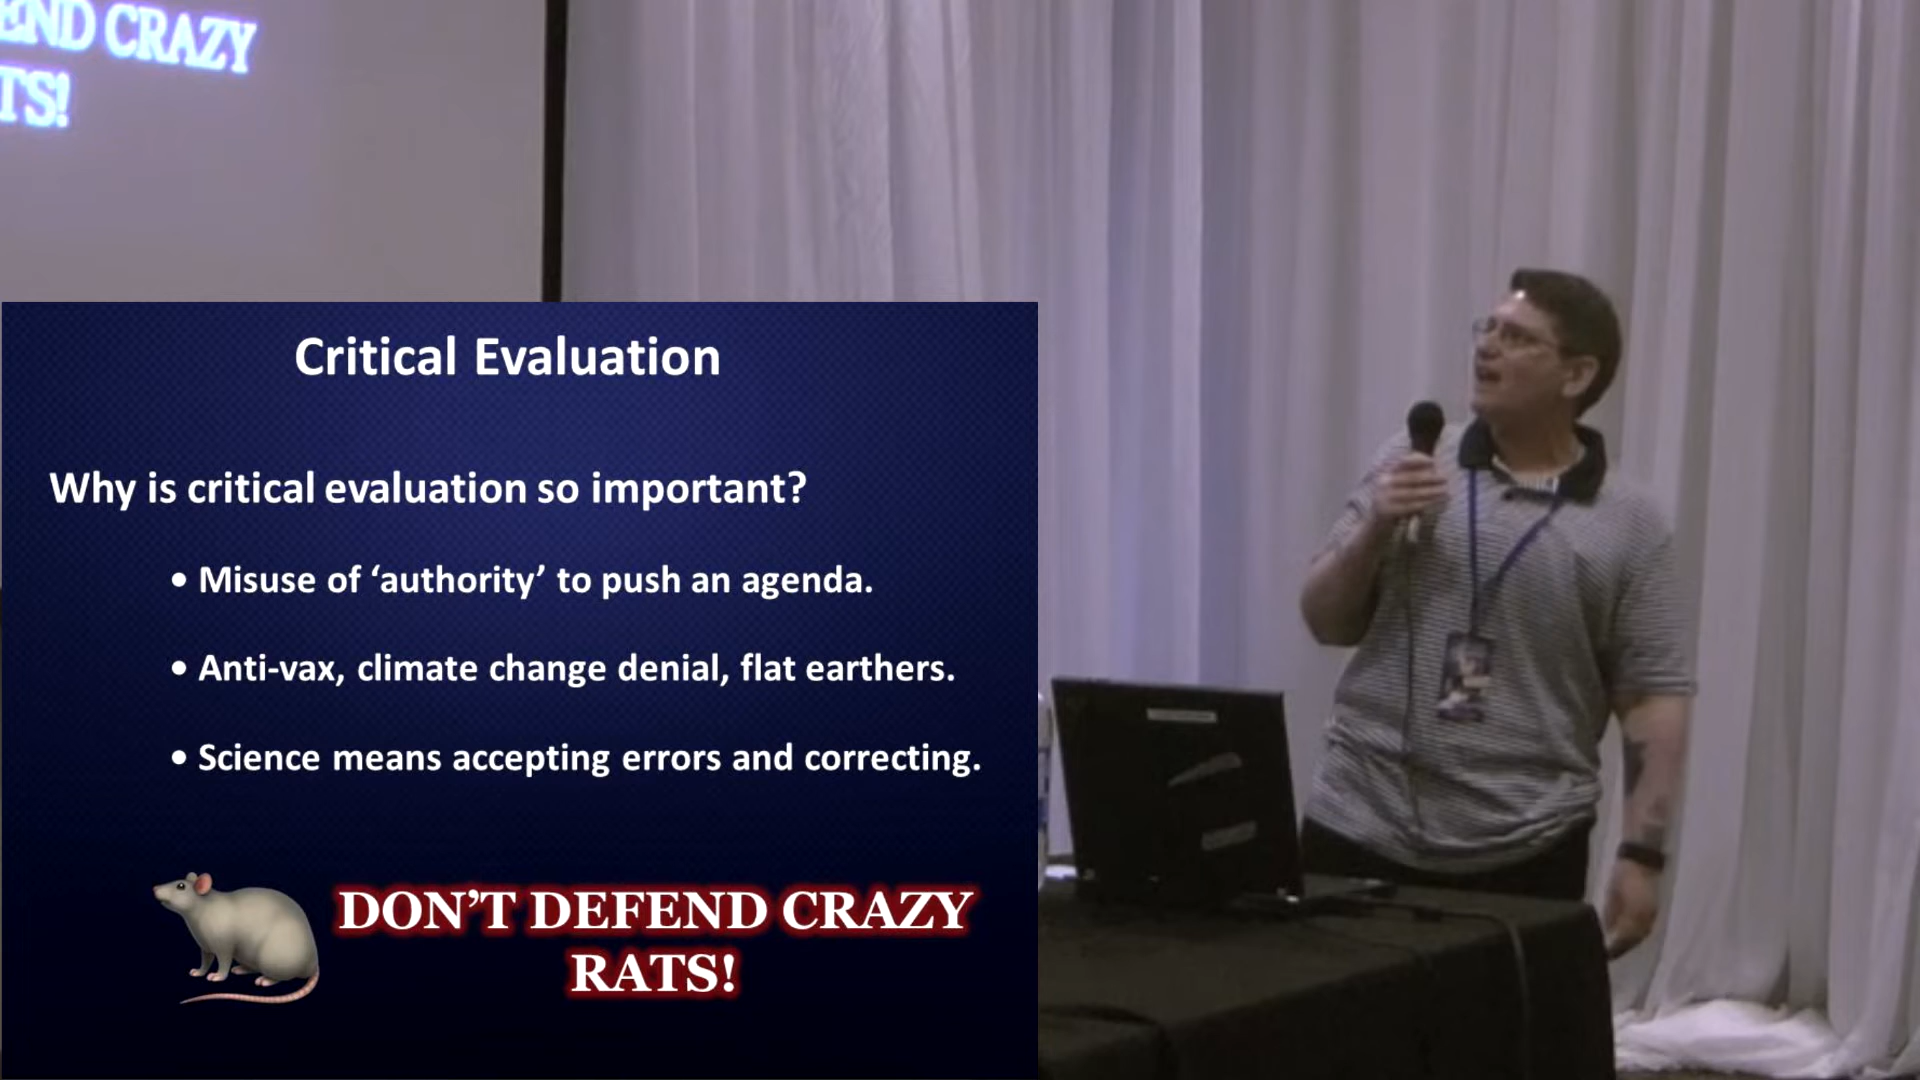 END CRAZY
TS!
Critical Evaluation
Why is critical evaluation so important?
• Misuse of ‘authority’ to push an agenda.
• Anti-vax, climate change denial, flat earthers.
• Science means accepting errors and correcting.
DON’T DEFEND CRAZY
RATS!